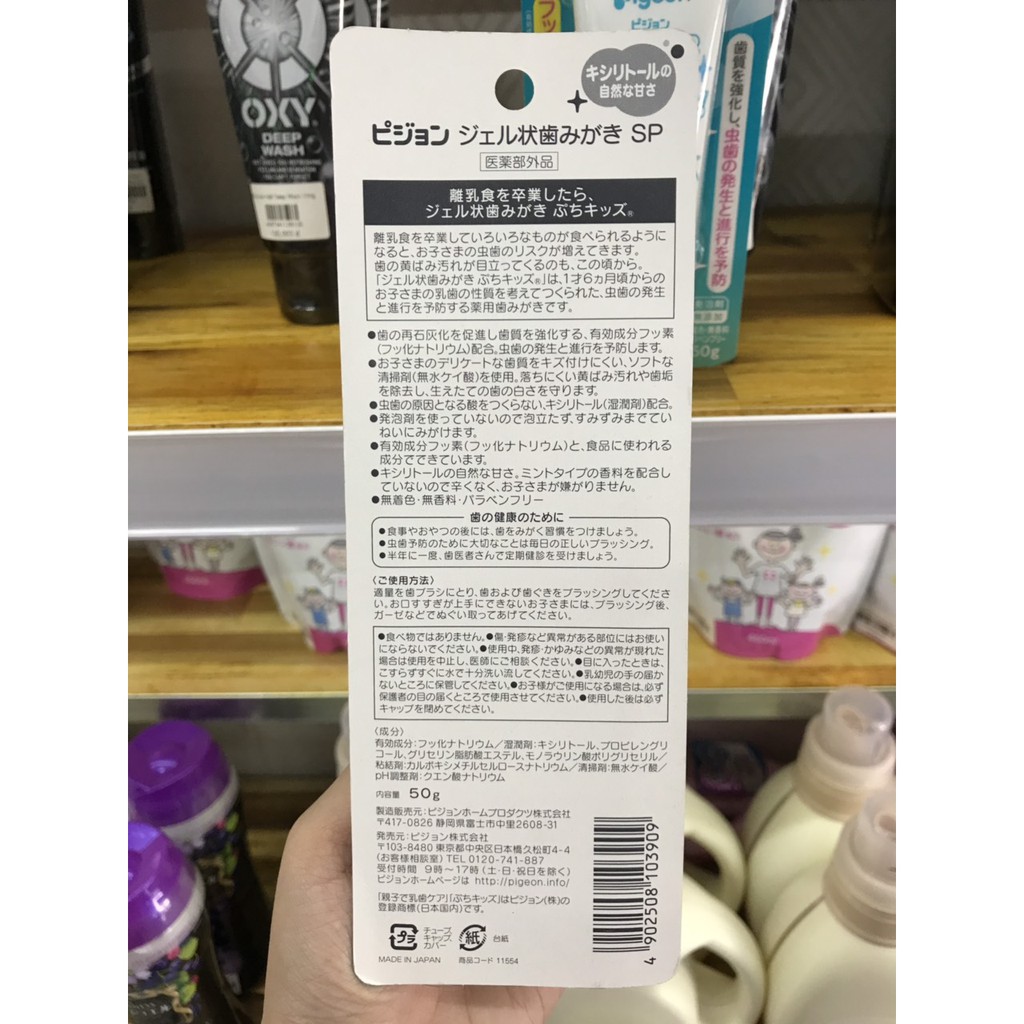 キシリトールの
自然な甘さ
ピジョン ジェル状歯みがき SP
医薬部外品
離乳食を卒業したら、
ジェル状歯みがき ぷちキッズ®
離乳食を卒業していろいろなものが食べられるように
なると、お子さまの虫歯のリスクが増えてきます。
歯の黄ばみ汚れが目立ってくるのも、この頃から。
「ジェル状歯みがき ぷちキッズ®」は、1才6ヵ月頃からの
お子さまの乳歯の性質を考えてつくられた、虫歯の発生
と進行を予防する薬用歯みがきです。
●歯の再石灰化を促進し歯質を強化する、有効成分フッ素
(フッ化ナトリウム)配合。虫歯の発生と進行を予防します。
●お子さまのデリケートな歯質をキズ付けにくい、ソフトな
清掃剤(無水ケイ酸)を使用。落ちにくい黄ばみ汚れや歯垢
を除去し、生えたての歯の白さを守ります。
●虫歯の原因となる酸をつくらない、キシリトール(湿潤剤)配合。
●発泡剤を使っていないので泡立たず、すみずみまでてい
ねいにみがけます。
●有効成分フッ素(フッ化ナトリウム)と、食品に使われる
成分でできています。
●キシリトールの自然な甘さ。ミントタイプの香料を配合し
ていないので辛くなく、お子さまが嫌がりません。
●無着色・無香料・パラベンフリー
歯の健康のために
●食事やおやつの後には、歯をみがく習慣をつけましょう。
●虫歯予防のために大切なことは毎日の正しいブラッシング。
●半年に一度、歯医者さんで定期健診を受けましょう。
〈ご使用方法〉
適量を歯ブラシにとり、歯および歯ぐきをブラッシングしてくださ
い。お口すすぎが上手にできないお子さまには、ブラッシング後、
ガーゼなどでぬぐい取ってあげてください。
●食べ物ではありません。●傷・発疹など異常がある部位にはお使い
にならないでください。●使用中、発疹・かゆみなどの異常が現れた
場合は使用を中止し、医師にご相談ください。●目に入ったときは、
こすらずすぐに水で十分洗い流してください。●乳幼児の手の届か
ないところに保管してください。●お子様がご使用になる場合は、必ず
保護者の目の届くところで使用させてください。●使用した後は必ず
キャップを閉めてください。
〈成分〉
有効成分:フッ化ナトリウム/湿潤剤:キシリトール、プロピレングリ
コール、グリセリン脂肪酸エステル、モノラウリン酸ポリグリセリル/
粘結剤:カルボキシメチルセルロースナトリウム/清掃剤:無水ケイ酸/
pH調整剤:クエン酸ナトリウム
内容量 50g
製造販売元:ピジョンホームプロダクツ株式会社
〒417-0826 静岡県富士市中里2608-31
発売元:ピジョン株式会社
〒103-8480 東京都中央区日本橋久松町4-4
(お客様相談室) TEL 0120-741-887
受付時間 9時～17時(土・日・祝日を除く)
ピジョンホームページは http://pigeon.info/
「親子で乳歯ケア」「ぷちキッズ」はピジョン(株)の
登録商標(日本国内)です。
プラ
チューブ、
キャップ、
カバー
紙
台紙
MADE IN JAPAN 商品コード 11554
4 902508 103909
OXY
DEEP
WASH
ピジョン
歯質を強化し、虫歯の発生と進行を予防